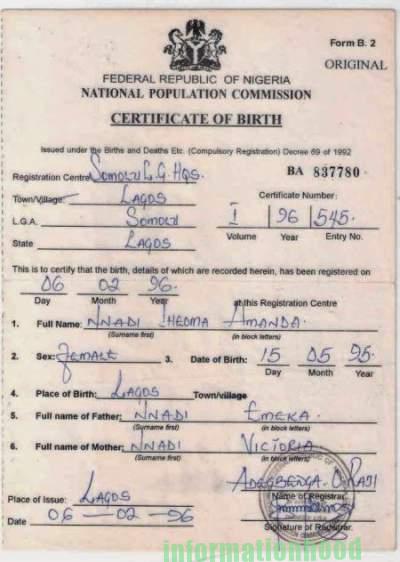 Form B. 2
ORIGINAL
FEDERAL REPUBLIC OF NIGERIA
NATIONAL POPULATION COMMISSION
CERTIFICATE OF BIRTH
Issued under the Births and Deaths Etc. (Compulsory Registration) Decree 69 of 1992
Registration Centre SOMOLU L.G. HQS. BA 837780
Town/Village: LAGOS Certificate Number:
L.G.A. SOMOLU I 96 545.
State LAGOS Volume Year Entry No.
This is to certify that the birth, details of which are recorded herein, has been registered on
06 02 96.
Day Month Year at this Registration Centre
1. Full Name: NNADI IHEOMA AMANDA.
(Surname first) (in block letters)
2. Sex: FEMALE 3. Date of Birth: 15 05 95.
Day Month Year
4. Place of Birth: LAGOS Town/village
5. Full name of Father: NNADI EMEKA.
(Surname first) (in block letters)
6. Full name of Mother: NNADI VICTORIA.
(Surname first) (in block letters)
ADEGBENGA O. RAJI
Place of Issue: LAGOS Name of Registrar
Date 06-02-96
Signature of Registrar.
informationhood